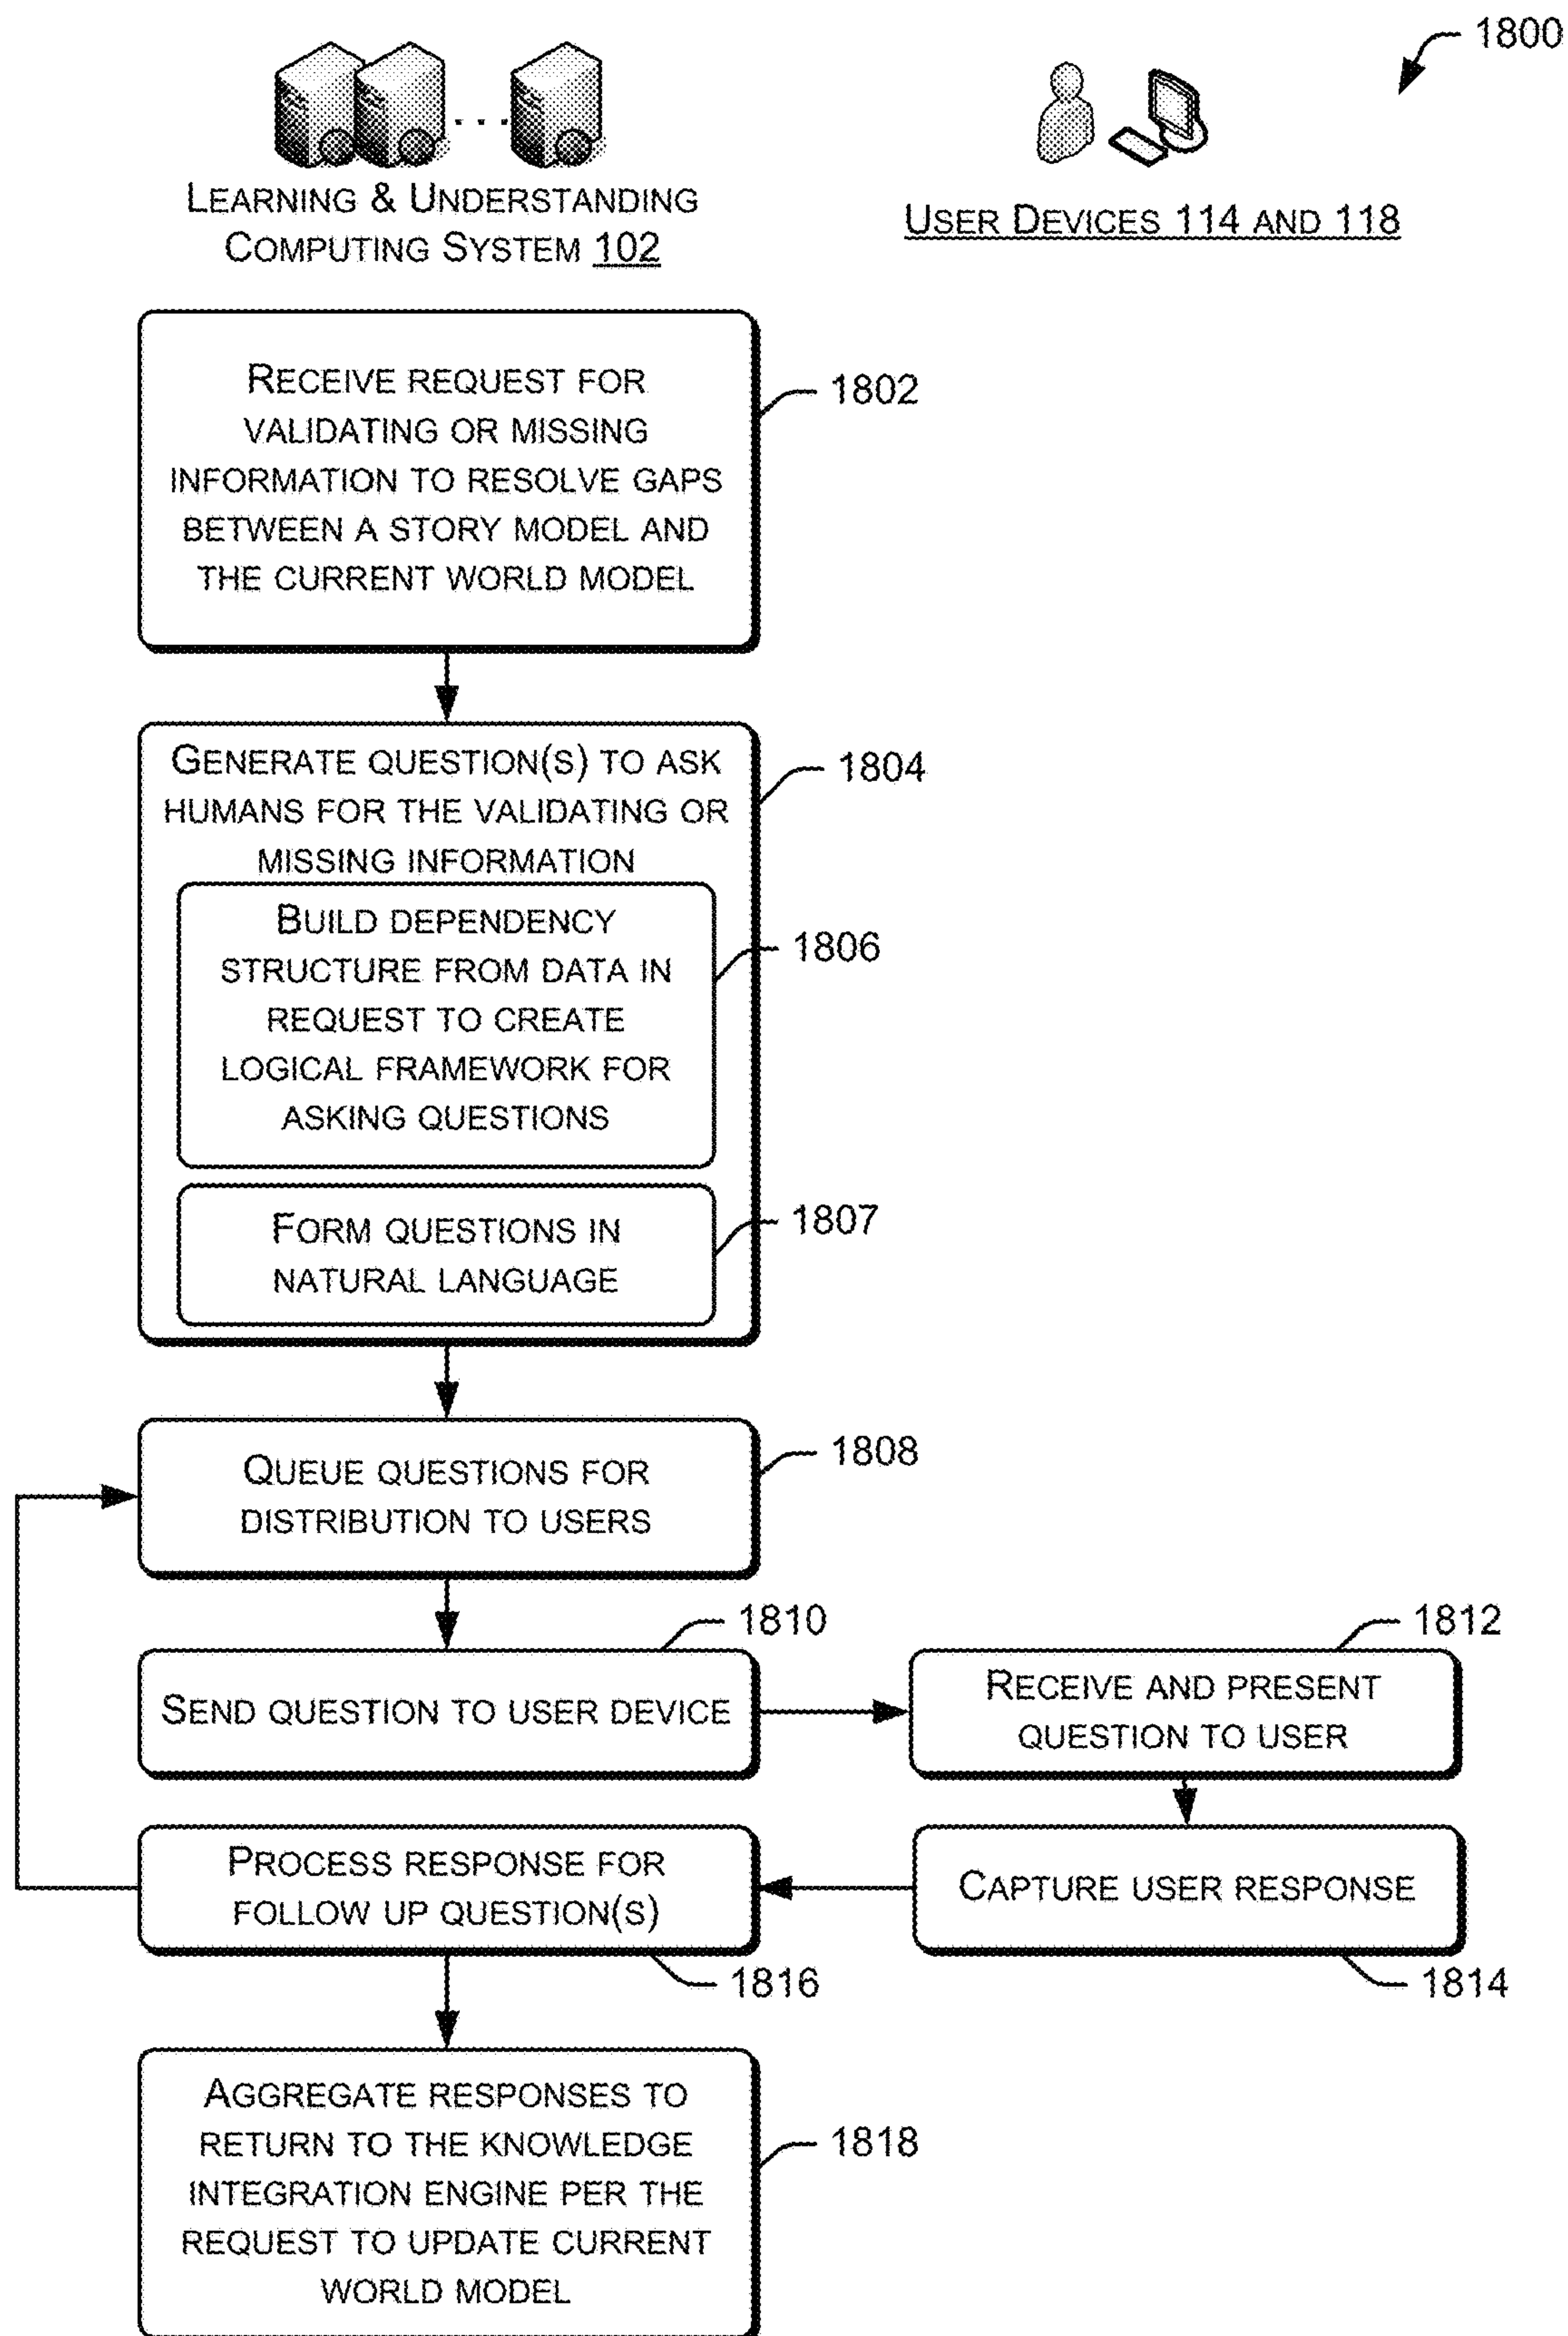 1800
LEARNING & UNDERSTANDING
COMPUTING SYSTEM 102
USER DEVICES 114 AND 118
RECEIVE REQUEST FOR
VALIDATING OR MISSING
INFORMATION TO RESOLVE GAPS
BETWEEN A STORY MODEL AND
THE CURRENT WORLD MODEL
1802
GENERATE QUESTION(S) TO ASK
HUMANS FOR THE VALIDATING OR
MISSING INFORMATION
1804
BUILD DEPENDENCY
STRUCTURE FROM DATA IN
REQUEST TO CREATE
LOGICAL FRAMEWORK FOR
ASKING QUESTIONS
1806
FORM QUESTIONS IN
NATURAL LANGUAGE
1807
QUEUE QUESTIONS FOR
DISTRIBUTION TO USERS
1808
SEND QUESTION TO USER DEVICE
1810
RECEIVE AND PRESENT
QUESTION TO USER
1812
CAPTURE USER RESPONSE
1814
PROCESS RESPONSE FOR
FOLLOW UP QUESTION(S)
1816
AGGREGATE RESPONSES TO
RETURN TO THE KNOWLEDGE
INTEGRATION ENGINE PER THE
REQUEST TO UPDATE CURRENT
WORLD MODEL
1818